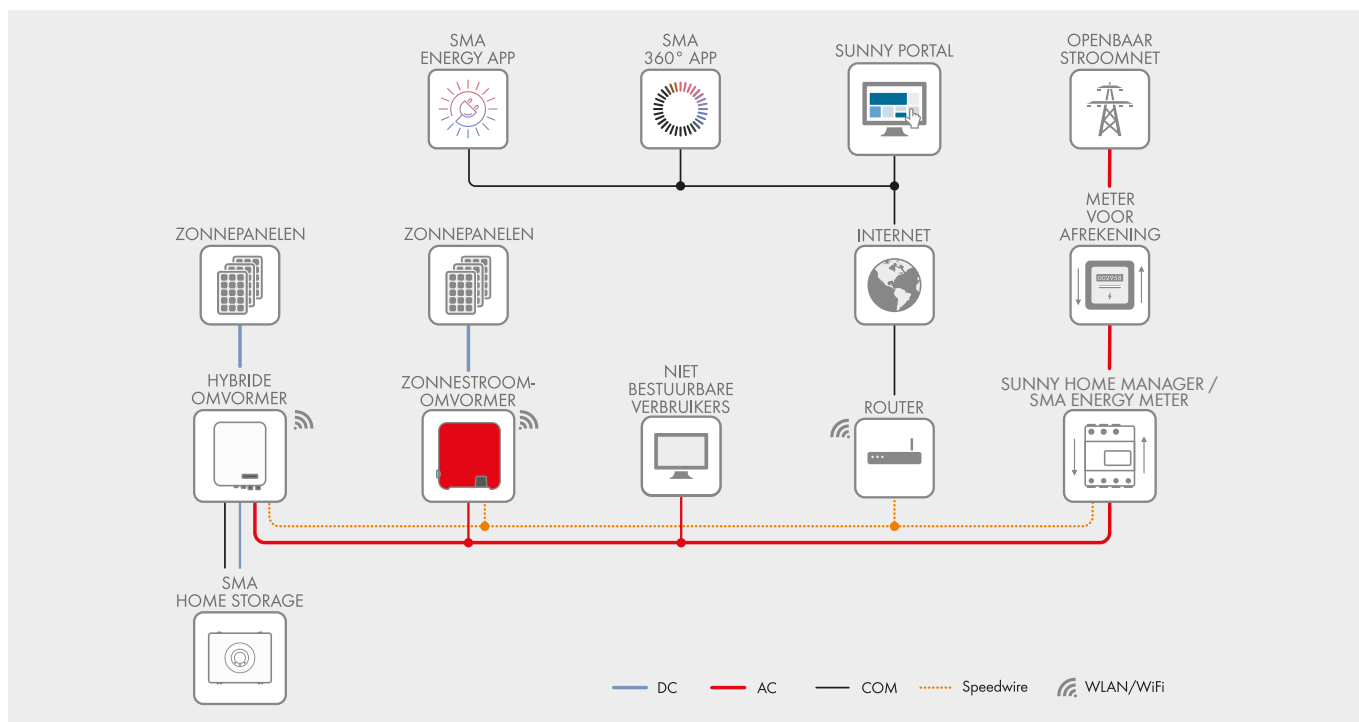 SMA
ENERGY APP
SMA
360° APP
SUNNY PORTAL
OPENBAAR
STROOMNET
ZONNEPANELEN
ZONNEPANELEN
INTERNET
METER
VOOR
AFREKENING
002938
HYBRIDE
OMVORMER
ZONNESTROOM-
OMVORMER
NIET
BESTUURBARE
VERBRUIKERS
ROUTER
SUNNY HOME MANAGER /
SMA ENERGY METER
SMA
HOME STORAGE
DC
AC
COM
Speedwire
WLAN/WiFi